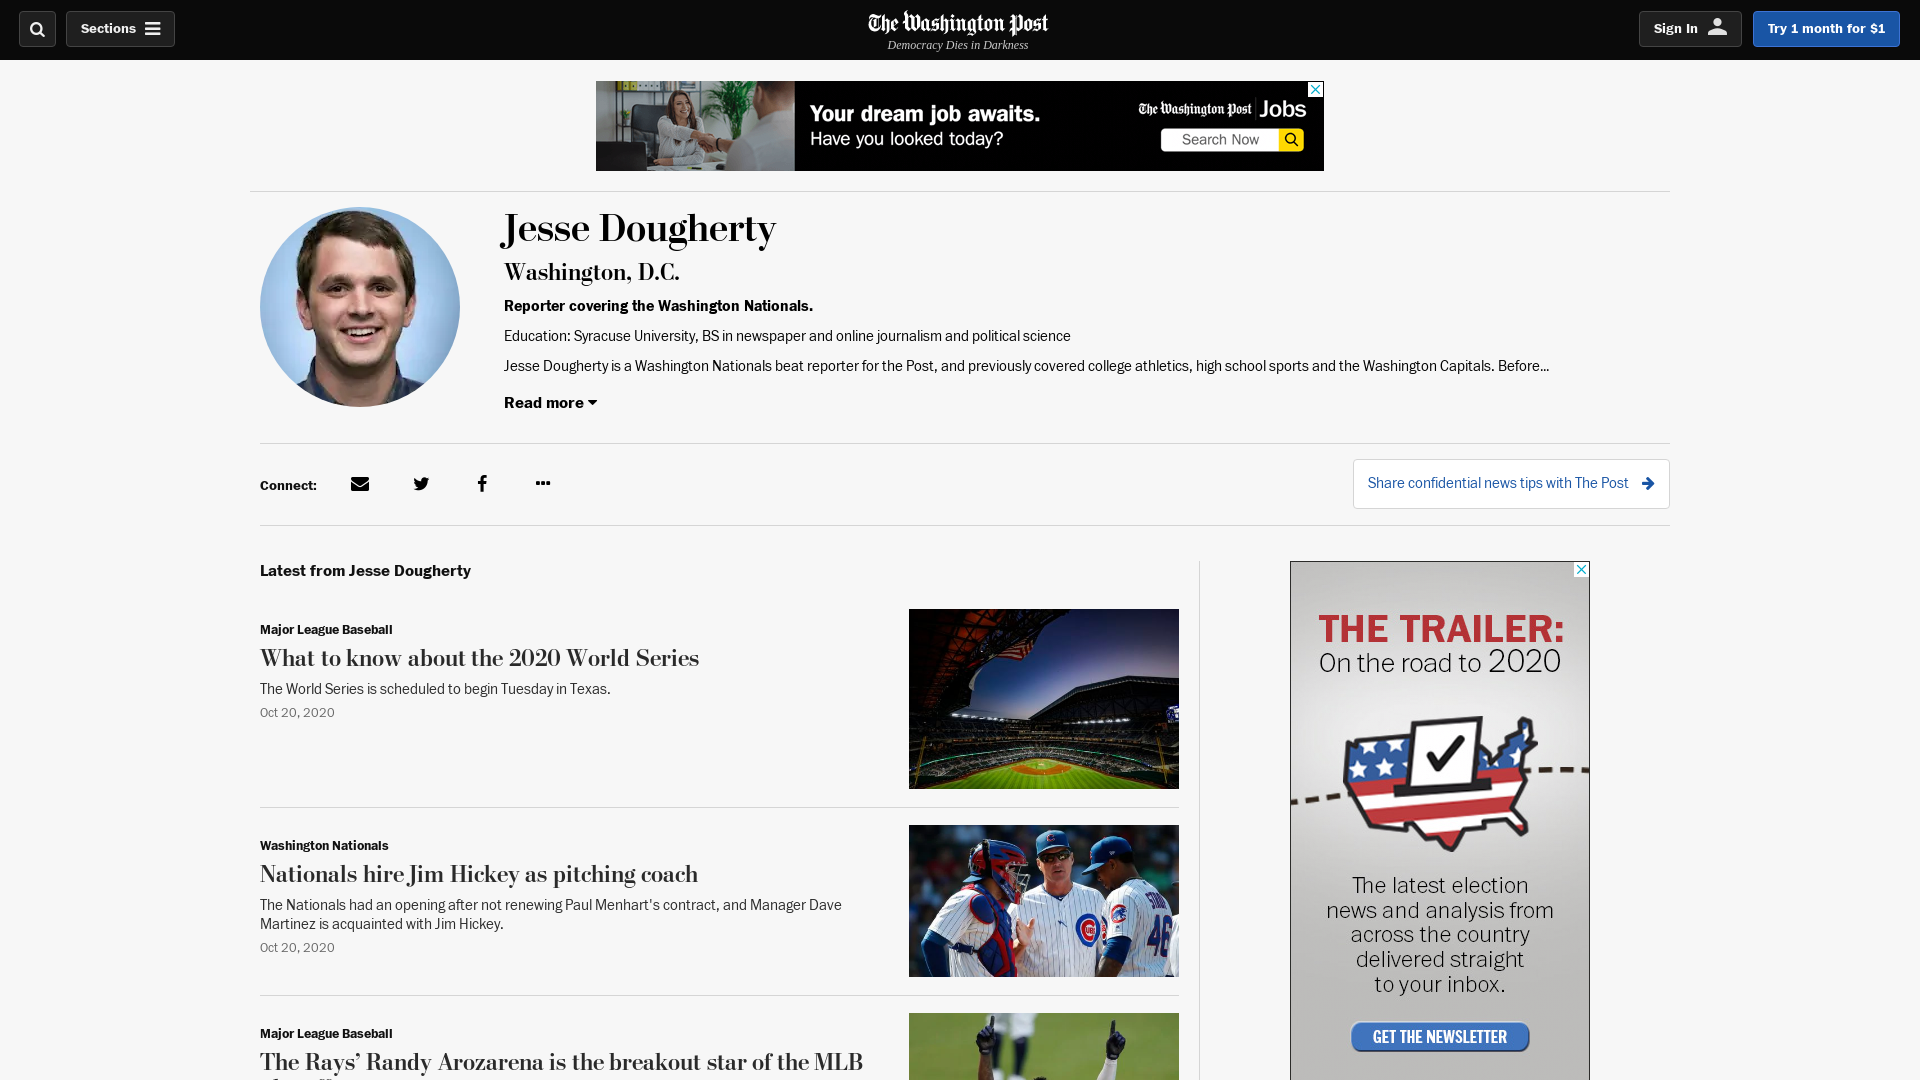 Sections
The Washington Post
Democracy Dies in Darkness
Sign In
Try 1 month for $1
Your dream job awaits.
Have you looked today?
The Washington Post Jobs
Search Now
Jesse Dougherty
Washington, D.C.
Reporter covering the Washington Nationals.
Education: Syracuse University, BS in newspaper and online journalism and political science
Jesse Dougherty is a Washington Nationals beat reporter for the Post, and previously covered college athletics, high school sports and the Washington Capitals. Before...
Read more
Connect:
Share confidential news tips with The Post
Latest from Jesse Dougherty
Major League Baseball
What to know about the 2020 World Series
The World Series is scheduled to begin Tuesday in Texas.
Oct 20, 2020
Washington Nationals
Nationals hire Jim Hickey as pitching coach
The Nationals had an opening after not renewing Paul Menhart's contract, and Manager Dave
Martinez is acquainted with Jim Hickey.
Oct 20, 2020
Major League Baseball
The Rays’ Randy Arozarena is the breakout star of the MLB
THE TRAILER:
On the road to 2020
The latest election
news and analysis from
across the country
delivered straight
to your inbox.
GET THE NEWSLETTER